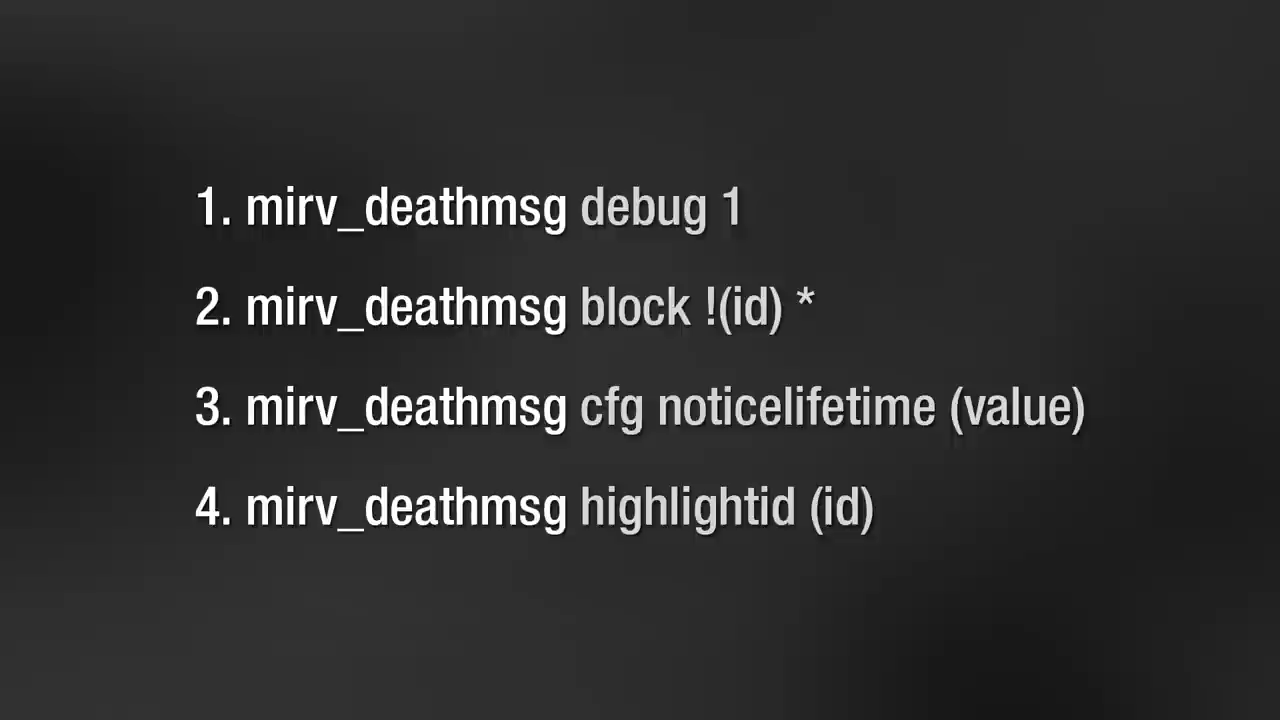 1. mirv_deathmsg debug 1
2. mirv_deathmsg block !(id) *
3. mirv_deathmsg cfg noticelifetime (value)
4. mirv_deathmsg highlightid (id)